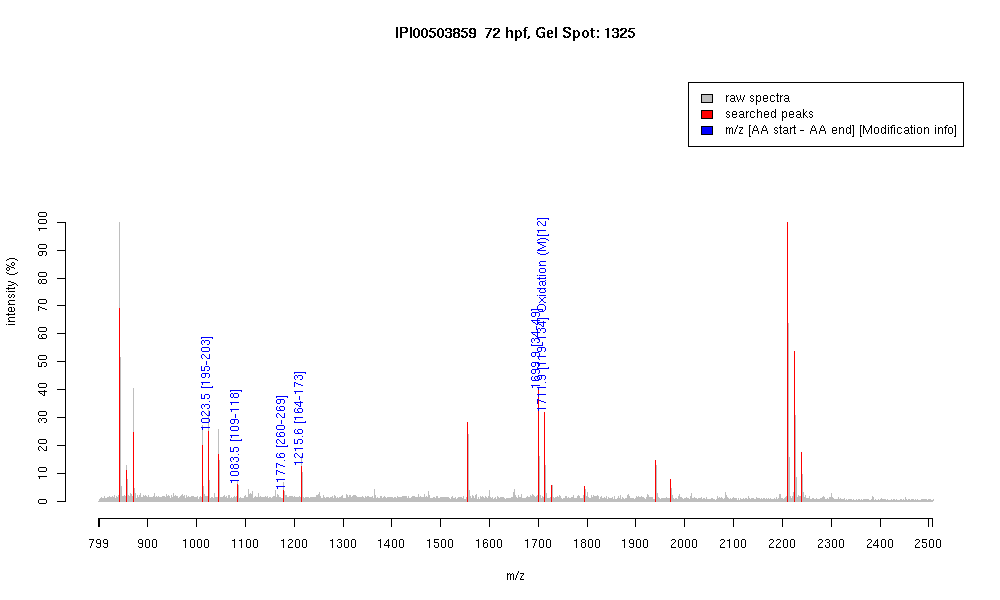 IPI00503859 72 hpf, Gel Spot: 1325
raw spectra
searched peaks
m/z [AA start - AA end] [Modification info]
intensity (%)
100
90
80
70
60
50
40
30
20
10
0
1023.5 [195-203]
1083.5 [109-118]
1177.6 [260-269]
1215.6 [164-173]
1699.9 [34-49]
1711.9 [119-134] Oxidation (M)[12]
799 900 1000 1100 1200 1300 1400 1500 1600 1700 1800 1900 2000 2100 2200 2300 2400 2500
m/z